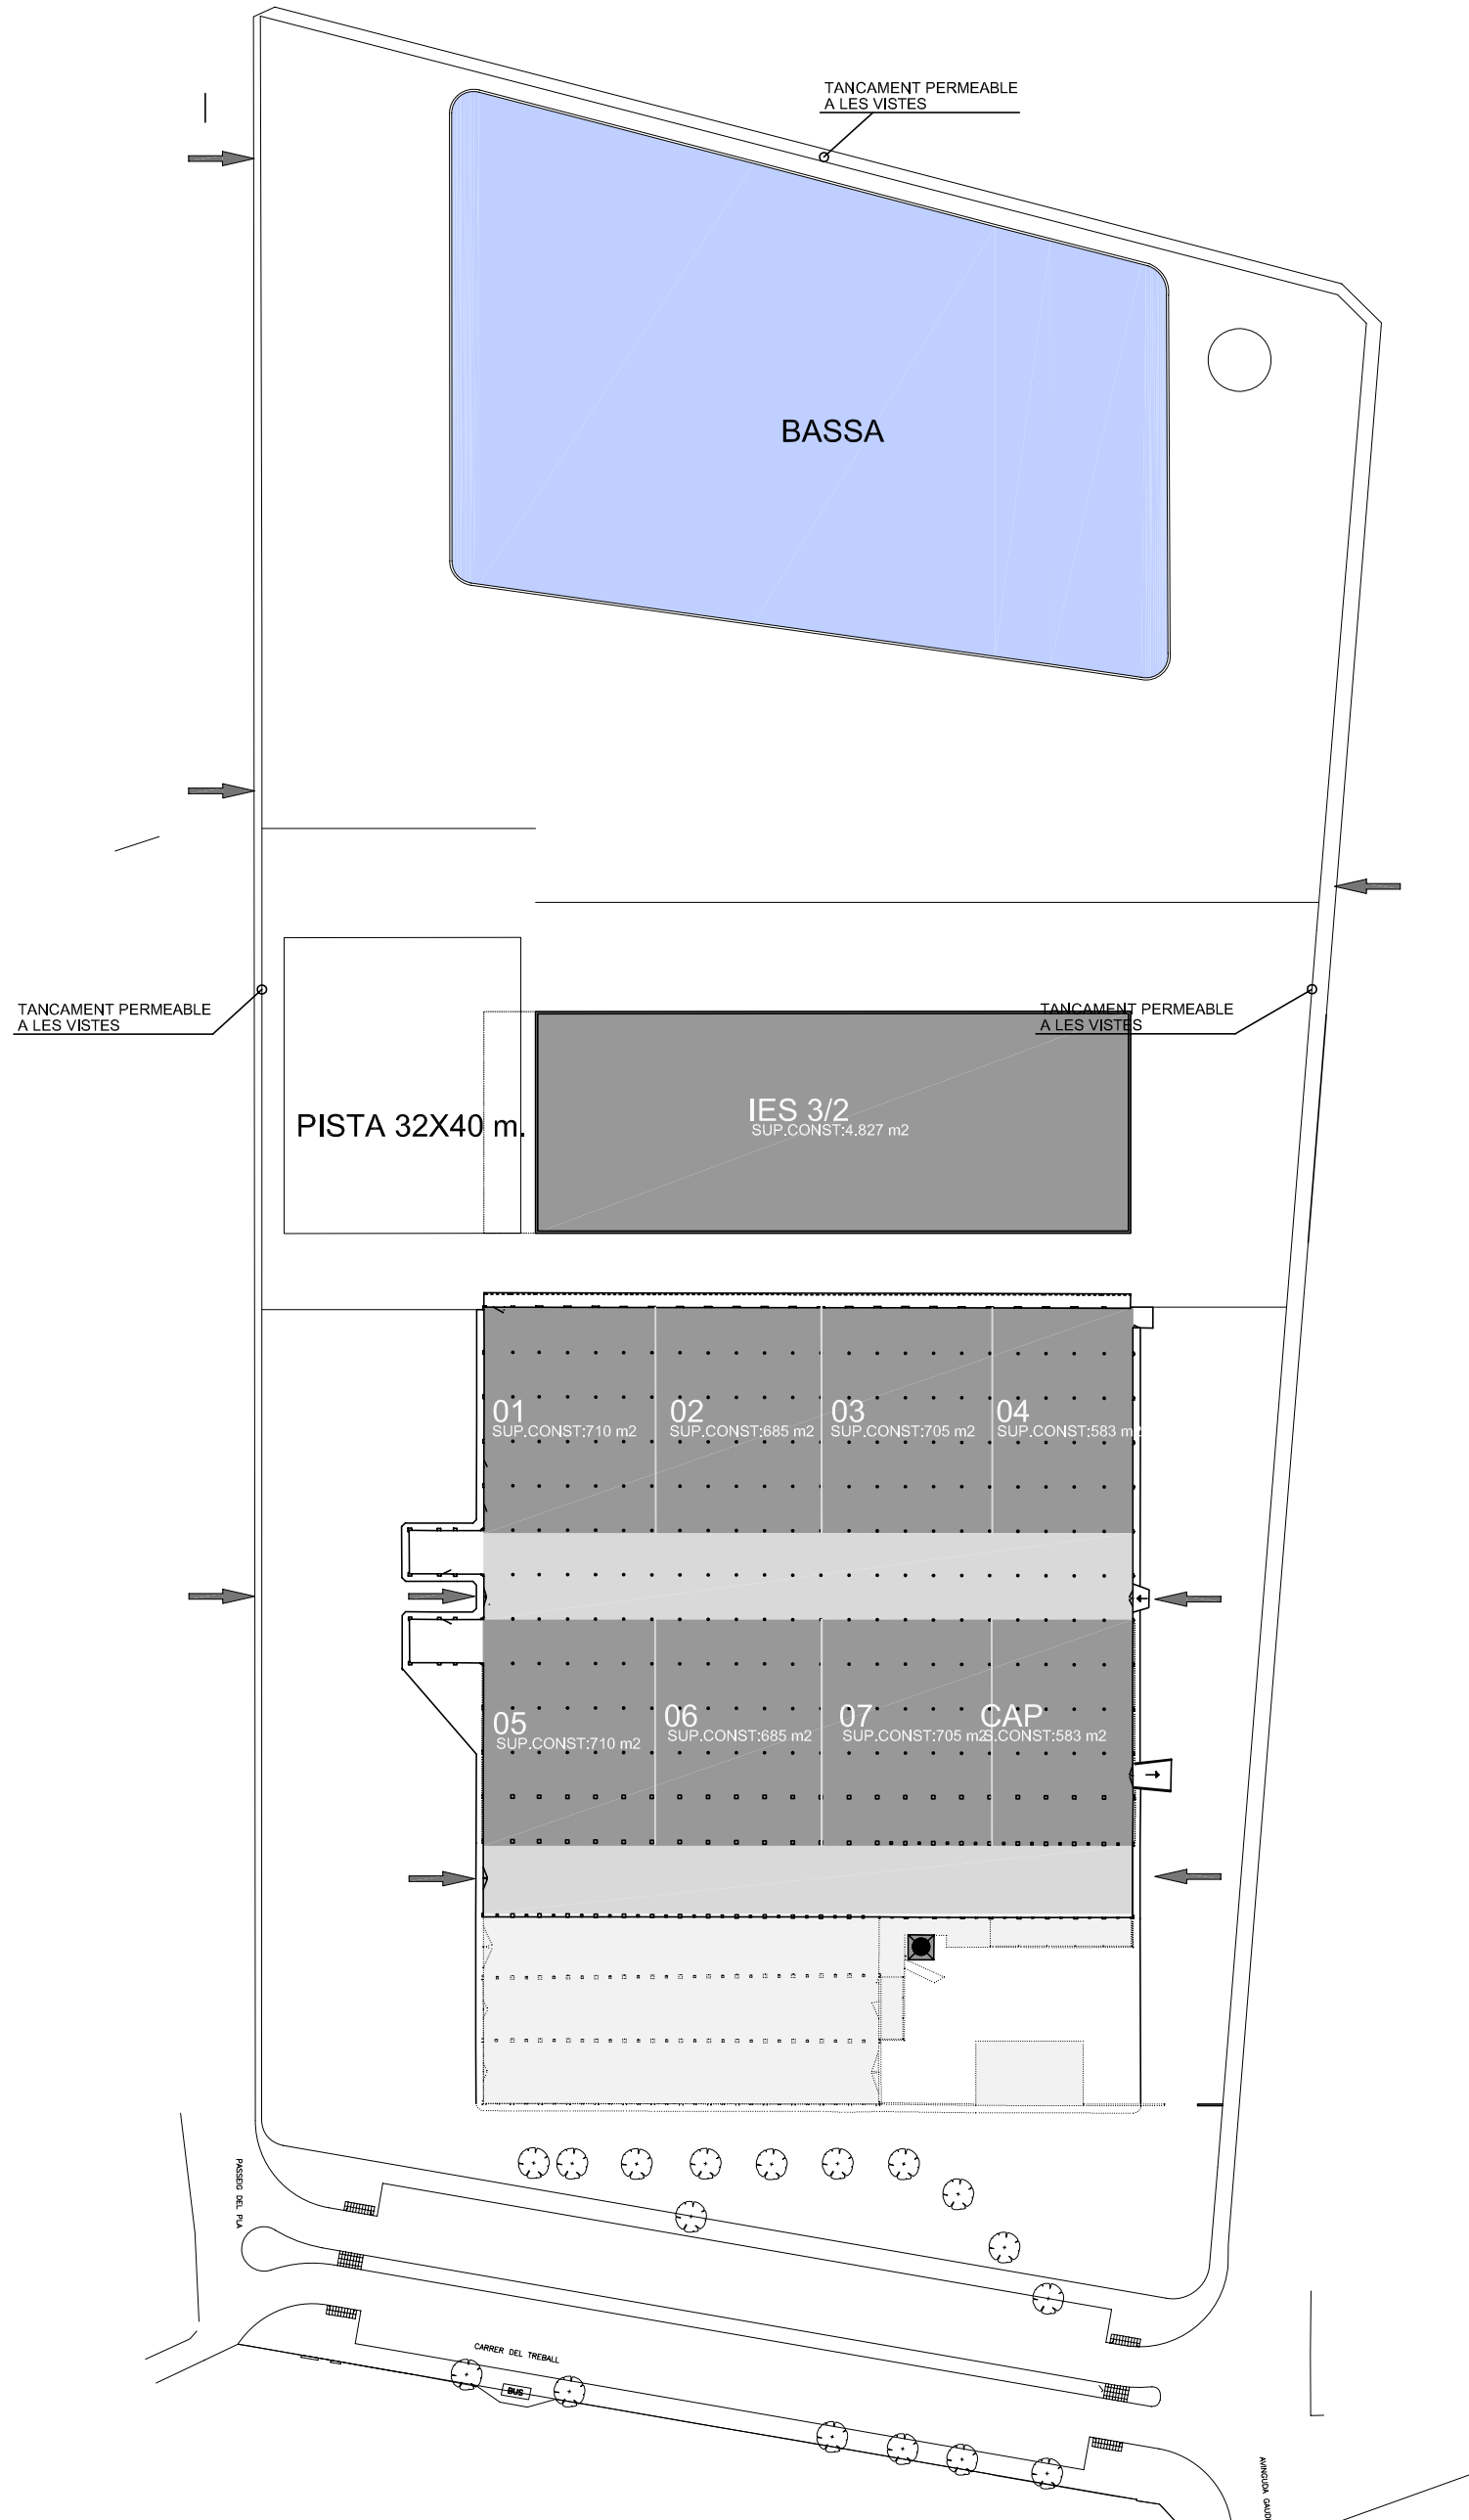 TANCAMENT PERMEABLE
A LES VISTES
BASSA
TANCAMENT PERMEABLE
A LES VISTES
TANCAMENT PERMEABLE
A LES VISTES
PISTA 32X40 m.
IES 3/2
SUP.CONST:4.827 m2
01
SUP.CONST:710 m2
02
SUP.CONST:685 m2
03
SUP.CONST:705 m2
04
SUP.CONST:583 m2
05
SUP.CONST:710 m2
06
SUP.CONST:685 m2
07
SUP.CONST:705 m2
CAP
S.CONST:583 m2
PASSEIG DEL PLA
CARRER DEL TREBALL
BUS
AVINGUDA GAUDI